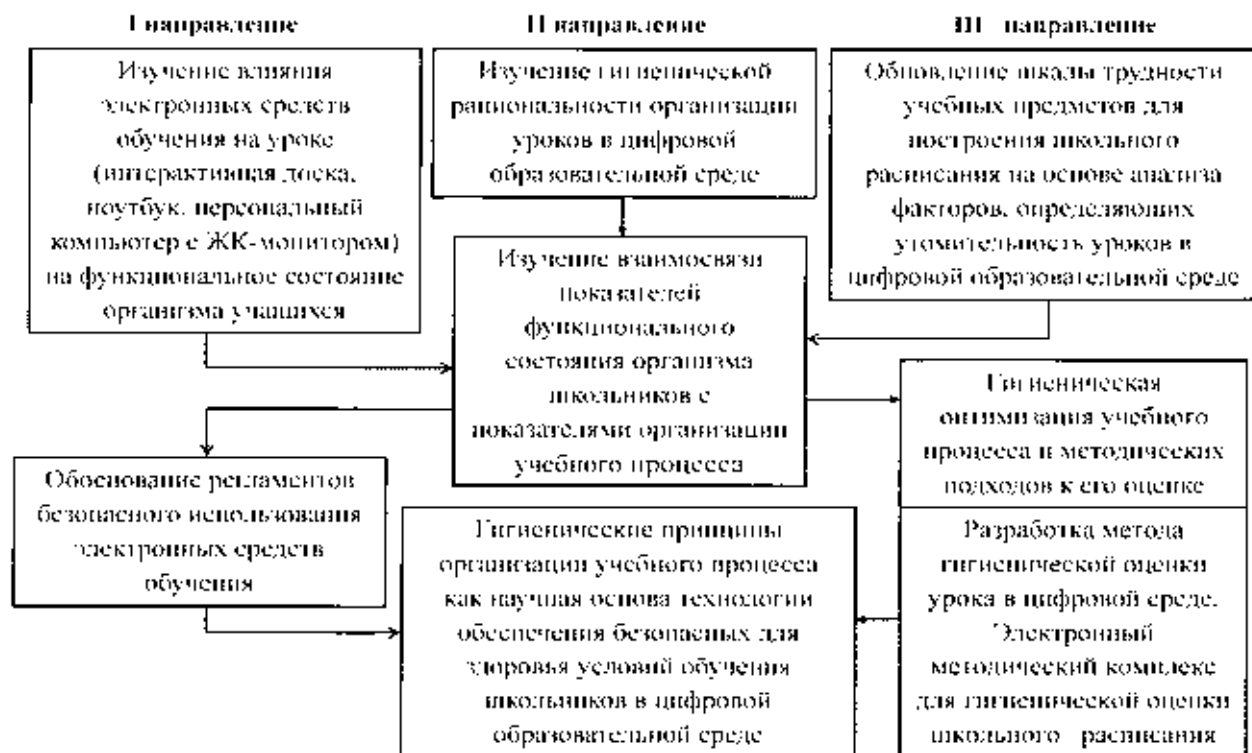 I направление
Изучение влияния
электронных средств
обучения на уроке
(интерактивная доска,
ноутбук, персональный
компьютер с ЖК-монитором)
на функциональное состояние
организма учащихся
II направление
Изучение гигиенической
рациональности организации
уроков в цифровой
образовательной среде
III направление
Обновление шкалы трудности
учебных предметов для
построения школьного
расписания на основе анализа
факторов, определяющих
утомительность уроков в
цифровой образовательной среде
Изучение взаимосвязи
показателей
функционального
состояния организма
школьников с
показателями организации
учебного процесса
Обоснование регламентов
безопасного использования
электронных средств
обучения
Гигиеническая
оптимизация учебного
процесса и методических
подходов к его оценке
Гигиенические принципы
организации учебного процесса
как научная основа технологии
обеспечения безопасных для
здоровья условий обучения
школьников в цифровой
образовательной среде
Разработка метода
гигиенической оценки
урока в цифровой среде.
Электронный
методический комплекс
для гигиенической оценки
школьного расписания